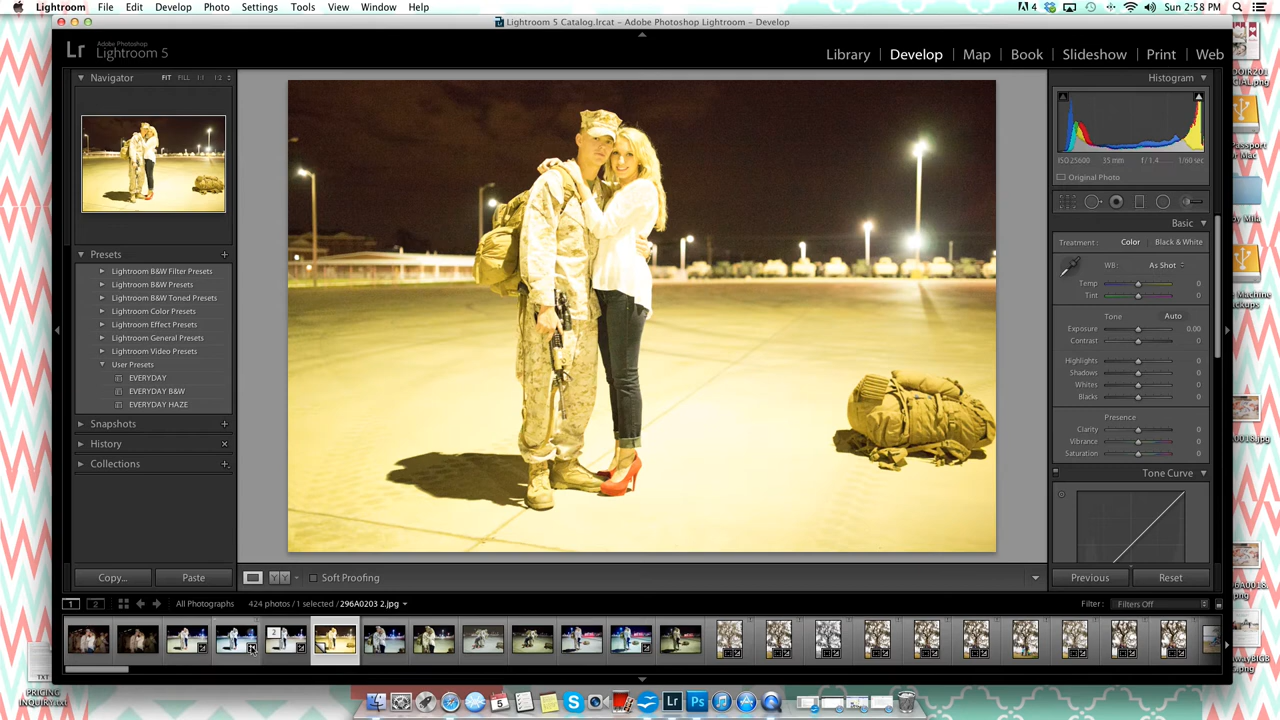 Lightroom File Edit Develop Photo Settings Tools View Window Help
4 Sun 2:58 PM
Lightroom 5 Catalog.lrcat – Adobe Photoshop Lightroom – Develop
Lr Adobe Photoshop
Lightroom 5
Library | Develop | Map | Book | Slideshow | Print | Web
Navigator FIT FILL 1:1 1:2
Presets +
Lightroom B&W Filter Presets
Lightroom B&W Presets
Lightroom B&W Toned Presets
Lightroom Color Presets
Lightroom Effect Presets
Lightroom General Presets
Lightroom Video Presets
User Presets
EVERYDAY
EVERYDAY B&W
EVERYDAY HAZE
Snapshots +
History ×
Collections +
Copy... Paste
Soft Proofing
Histogram
ISO 25600 35 mm f/1.4 1/60 sec
Original Photo
Basic
Treatment : Color Black & White
WB: As Shot
Temp 0
Tint 0
Tone Auto
Exposure 0.00
Contrast 0
Highlights 0
Shadows 0
Whites 0
Blacks 0
Presence
Clarity 0
Vibrance 0
Saturation 0
Tone Curve
Previous Reset
1 2 All Photographs 424 photos / 1 selected / 296A0203 2.jpg
Filter : Filters Off
2
TXT
PRICING
INQUIRY.txt
5
Lr Ps